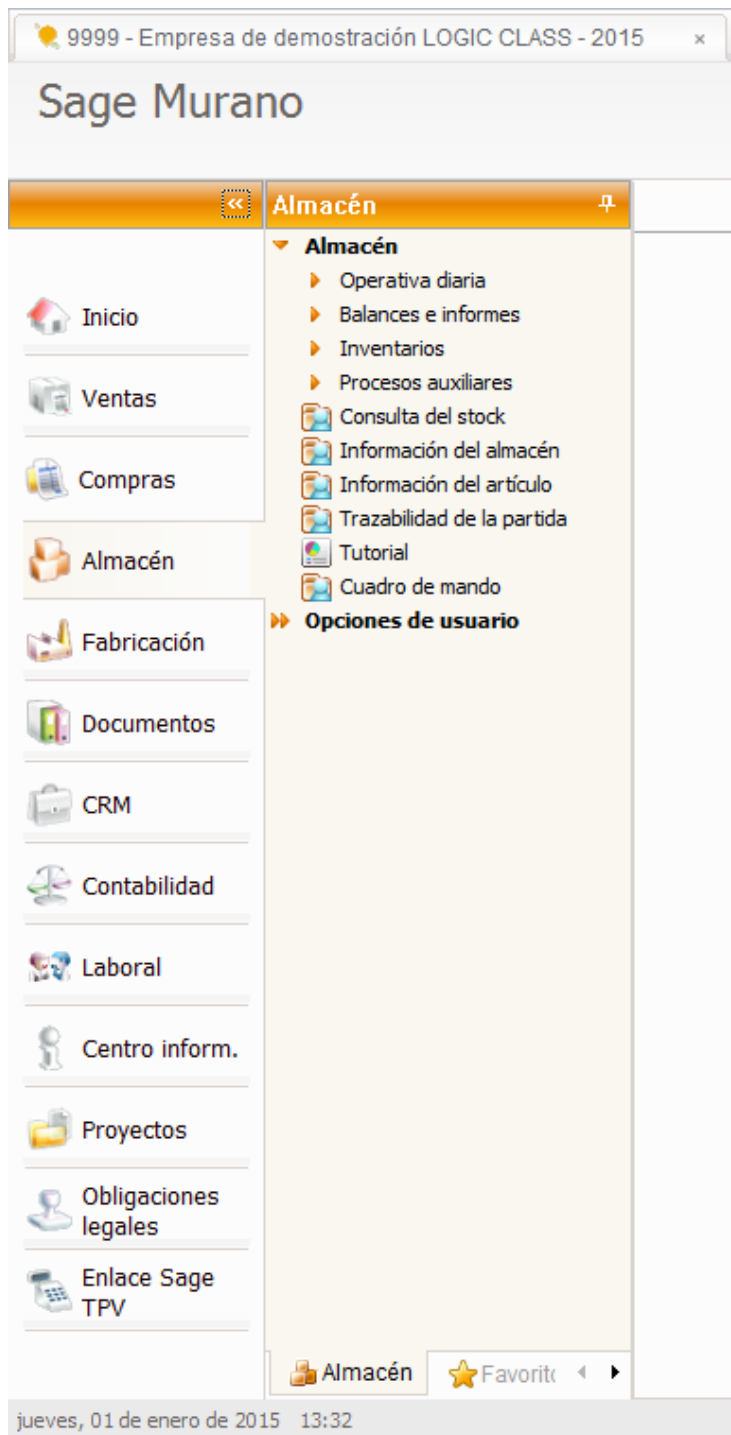 9999 - Empresa de demostración LOGIC CLASS - 2015 ×
Sage Murano
«
Inicio
Ventas
Compras
Almacén
Fabricación
Documentos
CRM
Contabilidad
Laboral
Centro inform.
Proyectos
Obligaciones
legales
Enlace Sage
TPV
Almacén
Almacén
Operativa diaria
Balances e informes
Inventarios
Procesos auxiliares
Consulta del stock
Información del almacén
Información del artículo
Trazabilidad de la partida
Tutorial
Cuadro de mando
Opciones de usuario
Almacén
Favorit
jueves, 01 de enero de 2015 13:32